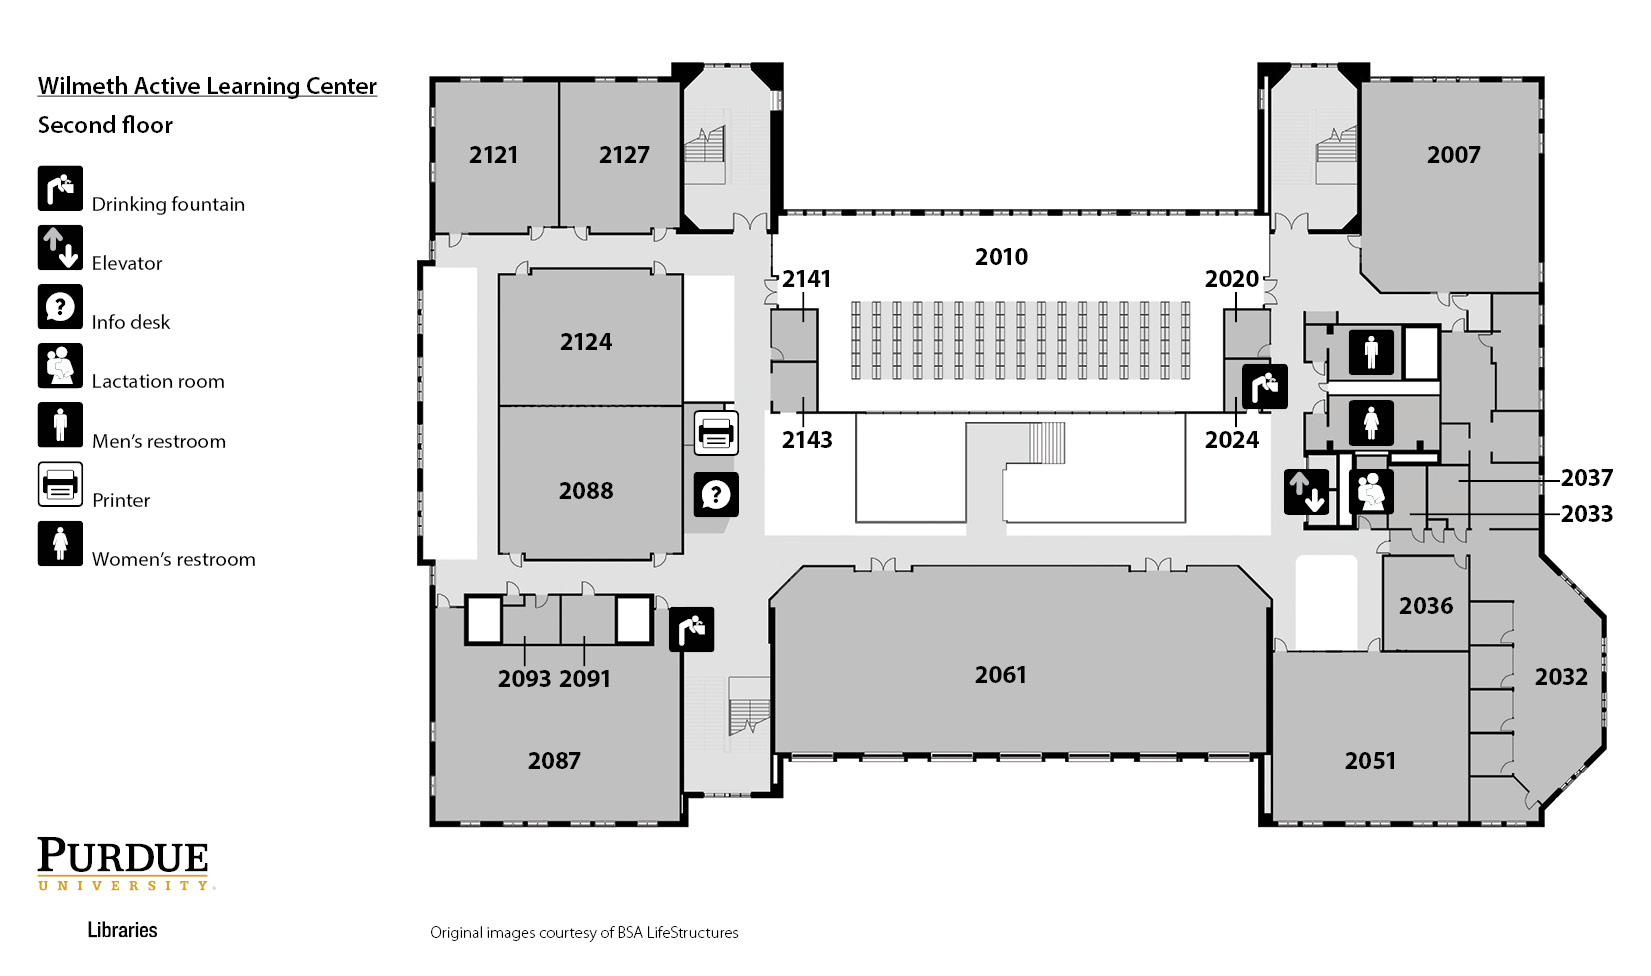 Wilmeth Active Learning Center
Second floor
Drinking fountain
Elevator
? Info desk
Lactation room
Men's restroom
Printer
Women's restroom
2121
2127
2007
2010
2141
2020
2124
2143
2024
2088
?
2037
2033
2036
2093 2091
2061
2032
2087
2051
PURDUE
UNIVERSITY
Libraries
Original images courtesy of BSA LifeStructures